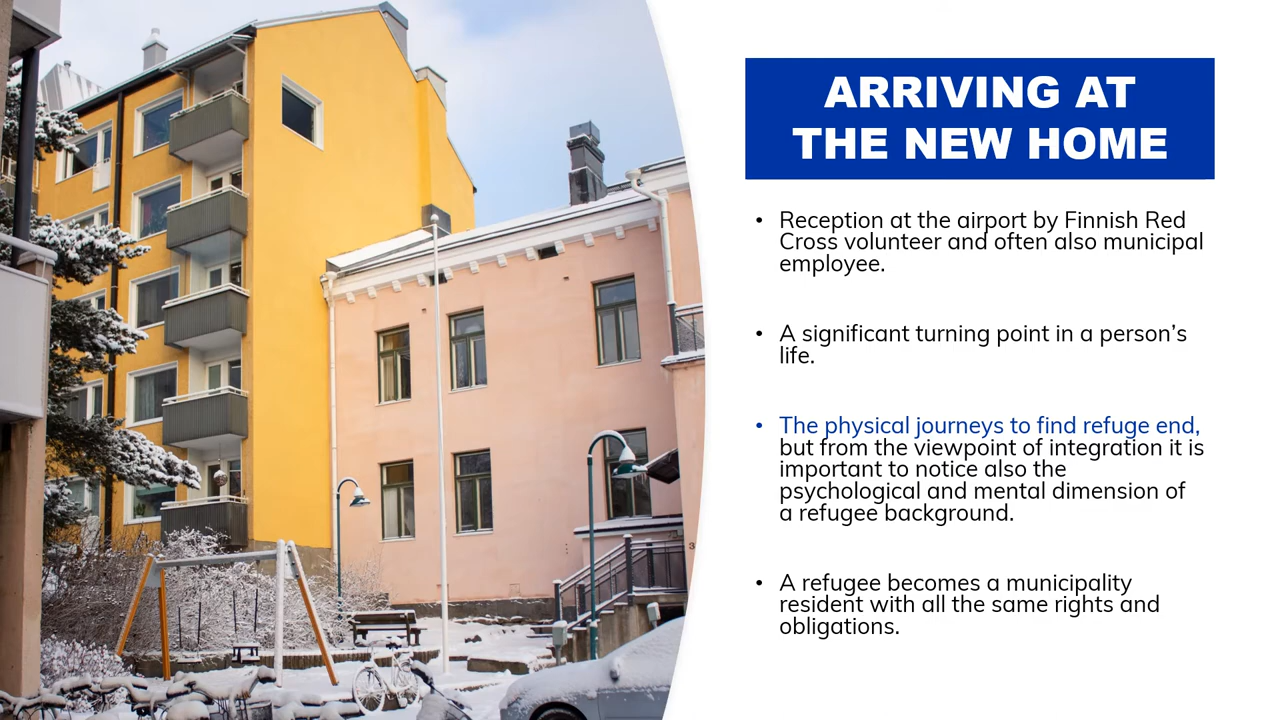 ARRIVING AT
THE NEW HOME
• Reception at the airport by Finnish Red
Cross volunteer and often also municipal
employee.
• A significant turning point in a person’s
life.
• The physical journeys to find refuge end,
but from the viewpoint of integration it is
important to notice also the
psychological and mental dimension of
a refugee background.
• A refugee becomes a municipality
resident with all the same rights and
obligations.